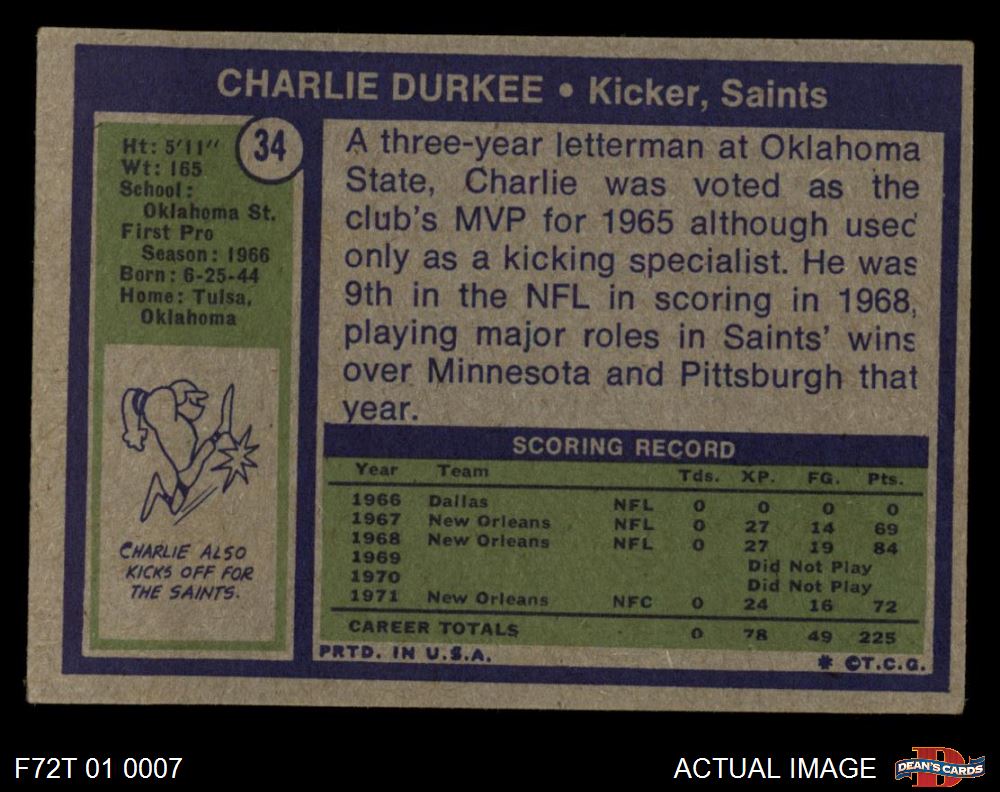 CHARLIE DURKEE • Kicker, Saints
34
Ht: 5'11"
Wt: 165
School:
Oklahoma St.
First Pro
Season: 1966
Born: 6-25-44
Home: Tulsa,
Oklahoma
CHARLIE ALSO
KICKS OFF FOR
THE SAINTS.
A three-year letterman at Oklahoma
State, Charlie was voted as the
club's MVP for 1965 although used
only as a kicking specialist. He was
9th in the NFL in scoring in 1968,
playing major roles in Saints' wins
over Minnesota and Pittsburgh that
year.
SCORING RECORD
Year Team Tds. XP. FG. Pts.
1966 Dallas NFL 0 0 0 0
1967 New Orleans NFL 0 27 14 69
1968 New Orleans NFL 0 27 19 84
1969 Did Not Play
1970 Did Not Play
1971 New Orleans NFC 0 24 16 72
CAREER TOTALS 0 78 49 225
PRTD. IN U.S.A. * ©T.C.G.
F72T 01 0007 ACTUAL IMAGE DEAN'S CARDS